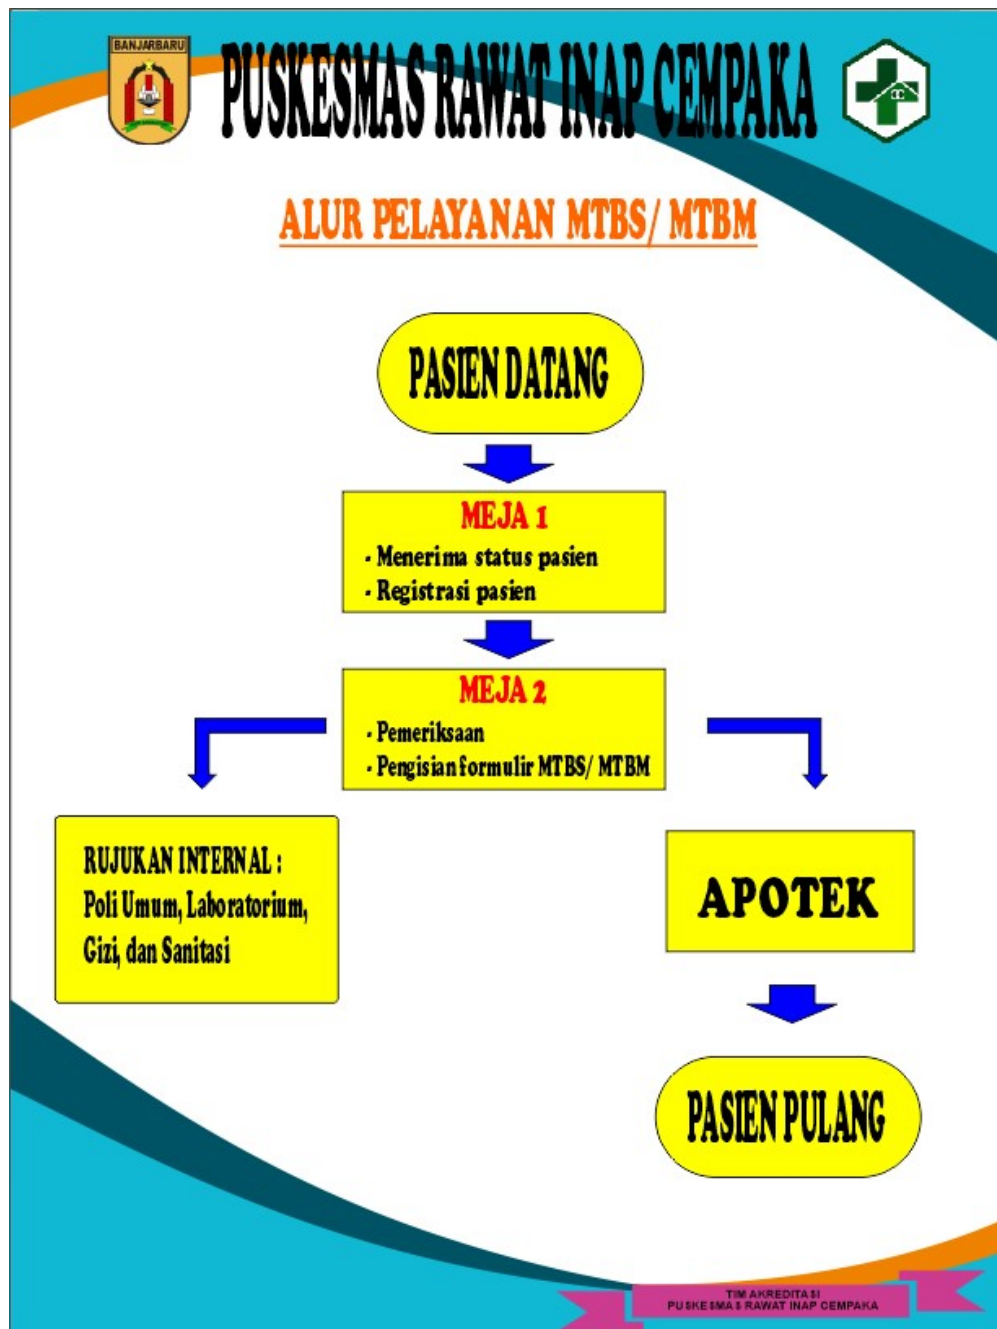 BANJARBARU
PUSKESMAS RAWAT INAP CEMPAKA
ALUR PELAYANAN MTBS/ MTBM
PASIEN DATANG
MEJA 1
- Menerima status pasien
- Registrasi pasien
MEJA 2
- Pemeriksaan
- Pengisian formulir MTBS/ MTBM
RUJUKAN INTERNAL :
Poli Umum, Laboratorium,
Gizi, dan Sanitasi
APOTEK
PASIEN PULANG
TIM AKREDITASI
PUSKESMAS RAWAT INAP CEMPAKA